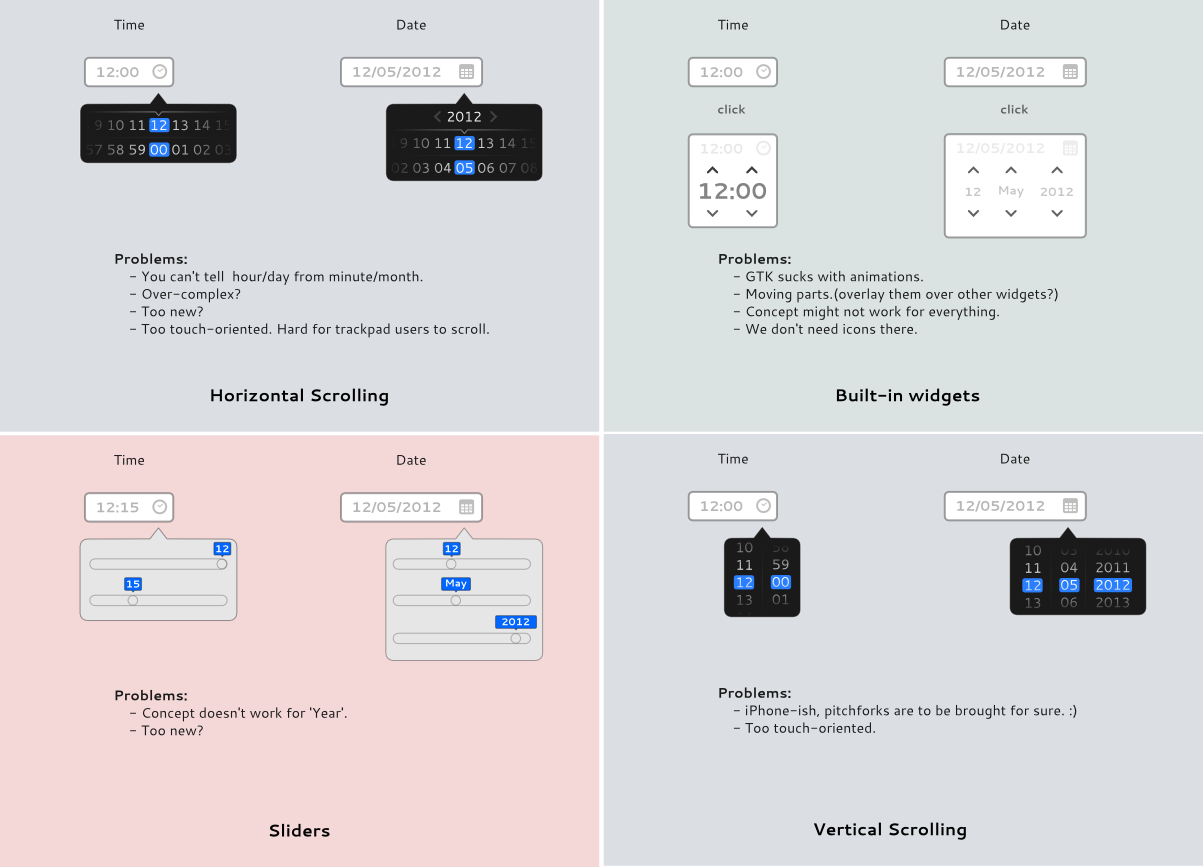 Time
Date
12:00
12/05/2012
2012
9 10 11 12 13 14 15
57 58 59 00 01 02 03
9 10 11 12 13 14 15
02 03 04 05 06 07 08
Problems:
- You can't tell  hour/day from minute/month.
- Over-complex?
- Too new?
- Too touch-oriented. Hard for trackpad users to scroll.
Horizontal Scrolling
Time
Date
12:00
12/05/2012
click
click
12:00
12/05/2012
12:00
12 May 2012
Problems:
- GTK sucks with animations.
- Moving parts.(overlay them over other widgets?)
- Concept might not work for everything.
- We don't need icons there.
Built-in widgets
Time
Date
12:15
12/05/2012
12
15
12
May
2012
Problems:
- Concept doesn't work for 'Year'.
- Too new?
Sliders
Time
Date
12:00
12/05/2012
10 58
11 59
12 00
13 01
10 03 2010
11 04 2011
12 05 2012
13 06 2013
Problems:
- iPhone-ish, pitchforks are to be brought for sure. :)
- Too touch-oriented.
Vertical Scrolling